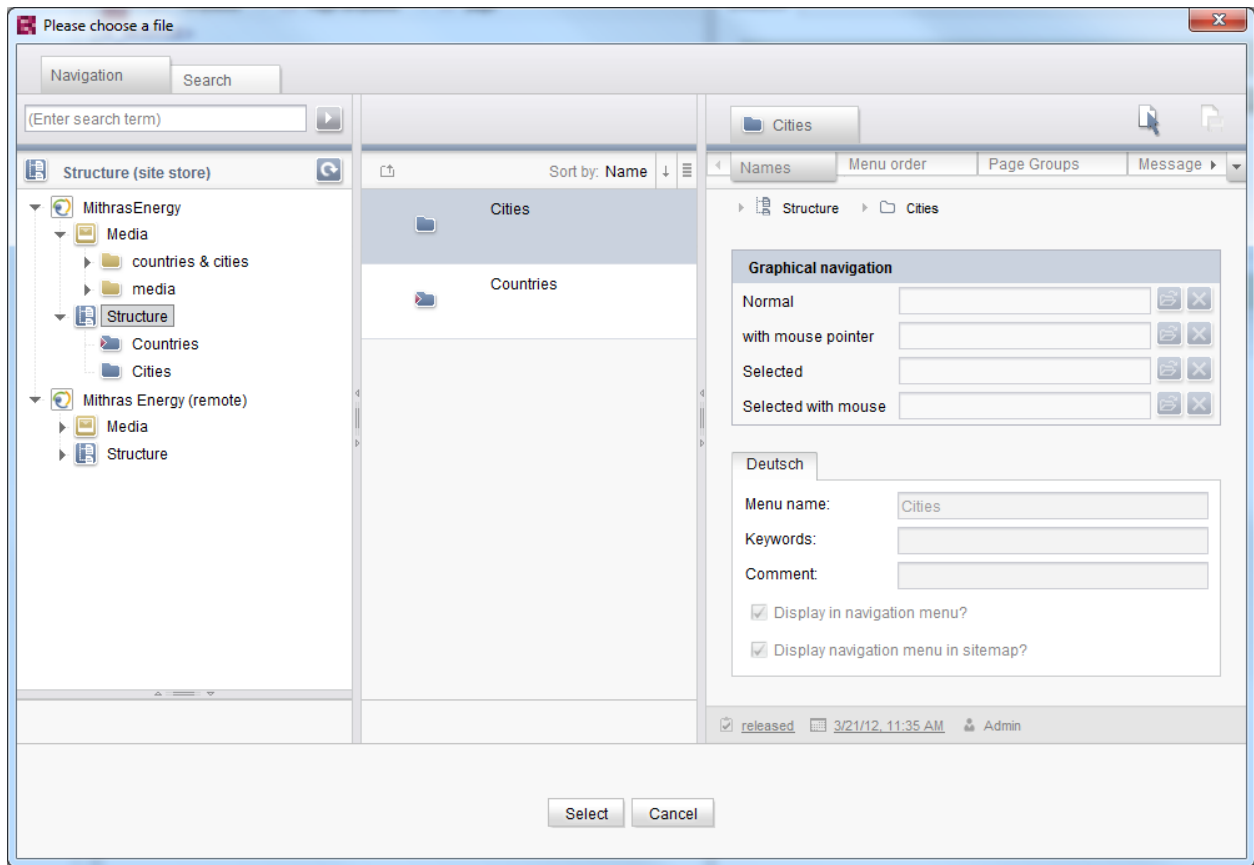 Please choose a file
Navigation
Search
(Enter search term)
Structure (site store)
MithrasEnergy
Media
countries & cities
media
Structure
Countries
Cities
Mithras Energy (remote)
Media
Structure
Sort by: Name
Cities
Countries
Cities
Names Menu order Page Groups Message
Structure Cities
Graphical navigation
Normal
with mouse pointer
Selected
Selected with mouse
Deutsch
Menu name: Cities
Keywords:
Comment:
Display in navigation menu?
Display navigation menu in sitemap?
released 3/21/12, 11:35 AM Admin
Select Cancel